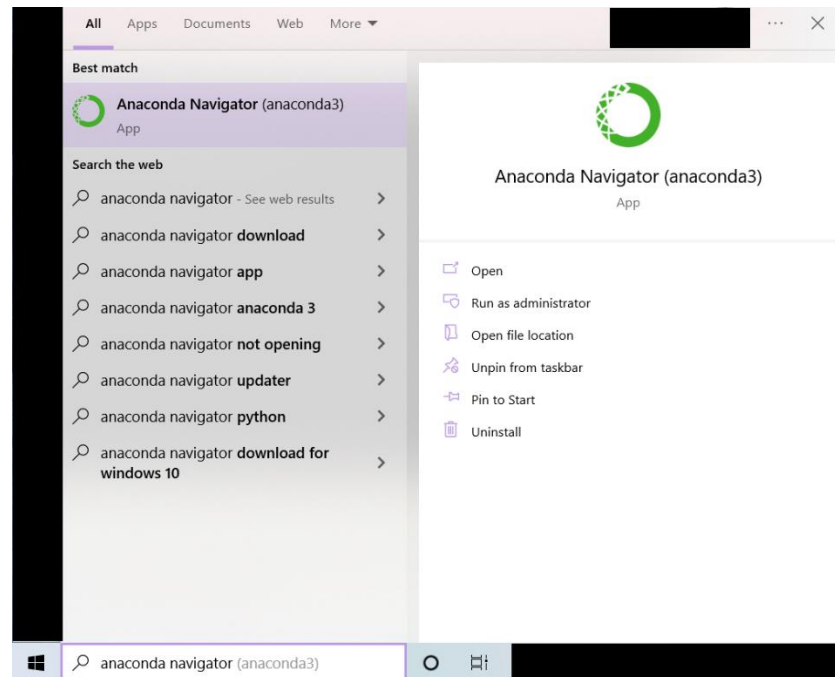 All Apps Documents Web More
Best match
Anaconda Navigator (anaconda3)
App
Search the web
anaconda navigator - See web results
anaconda navigator download
anaconda navigator app
anaconda navigator anaconda 3
anaconda navigator not opening
anaconda navigator updater
anaconda navigator python
anaconda navigator download for
windows 10
Anaconda Navigator (anaconda3)
App
Open
Run as administrator
Open file location
Unpin from taskbar
Pin to Start
Uninstall
anaconda navigator (anaconda3)